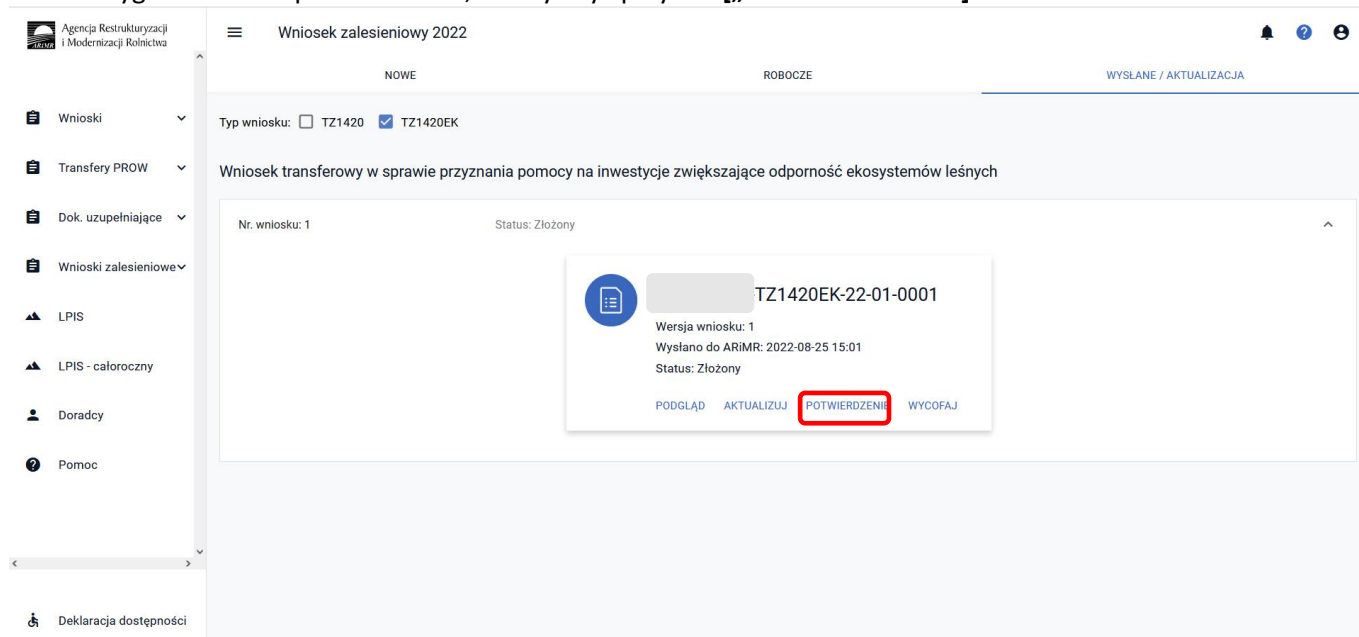 Agencja Restrukturyzacji
i Modernizacji Rolnictwa
ARiMR
Wniosek zalesieniowy 2022
NOWE
ROBOCZE
WYSŁANE / AKTUALIZACJA
Wnioski
Transfery PROW
Dok. uzupełniające
Wnioski zalesieniowe
LPIS
LPIS - całoroczny
Doradcy
Pomoc
Deklaracja dostępności
Typ wniosku: TZ1420 TZ1420EK
Wniosek transferowy w sprawie przyznania pomocy na inwestycje zwiększające odporność ekosystemów leśnych
Nr. wniosku: 1 Status: Złożony
TZ1420EK-22-01-0001
Wersja wniosku: 1
Wysłano do ARiMR: 2022-08-25 15:01
Status: Złożony
PODGLĄD AKTUALIZUJ POTWIERDZENIE WYCOFAJ